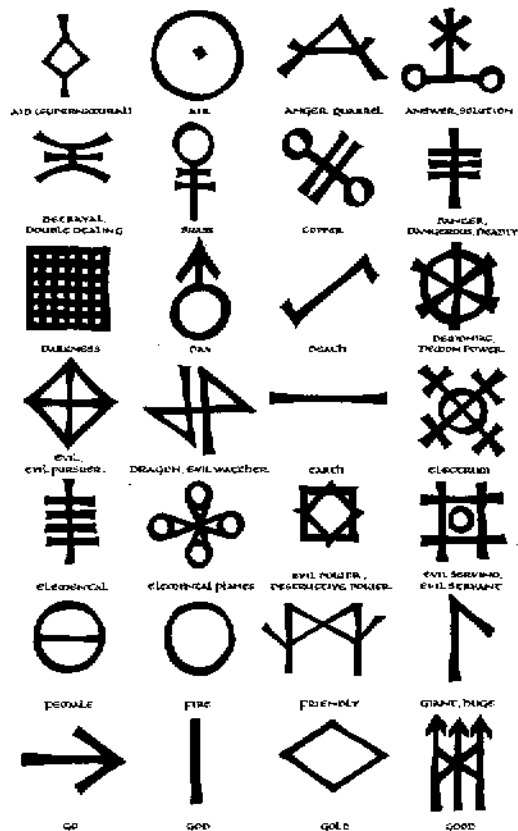 AID (SUPERNATURAL)
AIR
ANGER, QUARREL
ANSWER, SOLUTION
BETRAYAL,
DOUBLE DEALING
BRASS
COPPER
DANGER,
DANGEROUS, DEADLY
DARKNESS
DAY
DEATH
DEMONING,
DEMON POWER
EVIL,
EVIL PURSUER
DRAGON, EVIL WATCHER
EARTH
ELECTRUM
ELEMENTAL
ELEMENTAL PLANES
EVIL POWER,
DESTRUCTIVE POWER
EVIL SERVING,
EVIL SERVANT
FEMALE
FIRE
FRIENDLY
GIANT, HUGE
GO
GOD
GOLD
GOOD